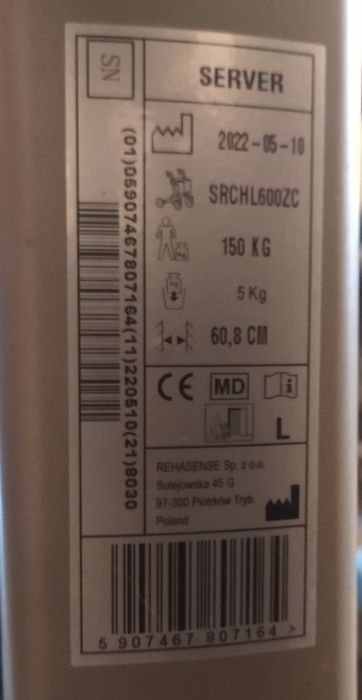 SN
(01)05907467807164(11)220510(21)8030
SERVER
2022-05-10
SRCHL600ZC
150 KG
5 Kg
60,8 CM
CE MD i
L
REHASENSE Sp. z o.o.
Sulejowska 45 G
97-300 Piotrków Tryb.
Poland
5 907467 807164 >